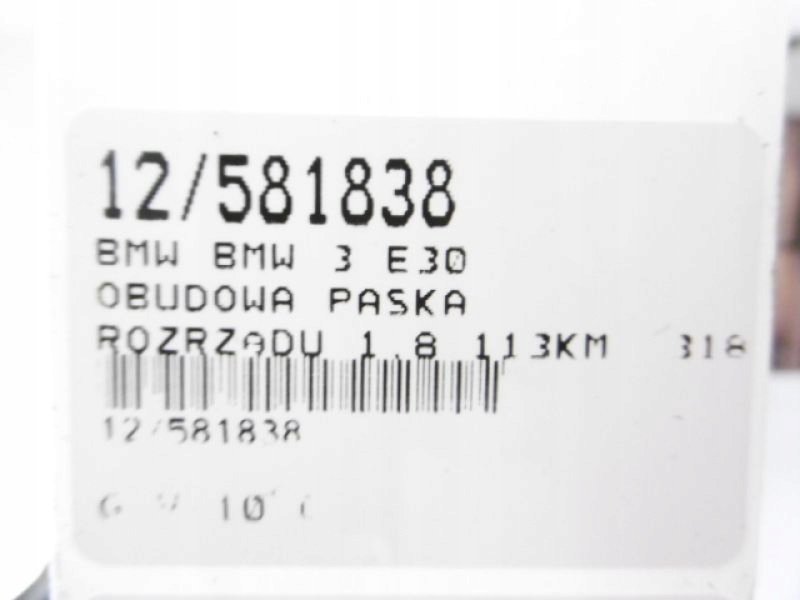 12/581838
BMW BMW 3 E30
OBUDOWA PASKA
ROZRZADU 1.8 113KM 318
12/581838